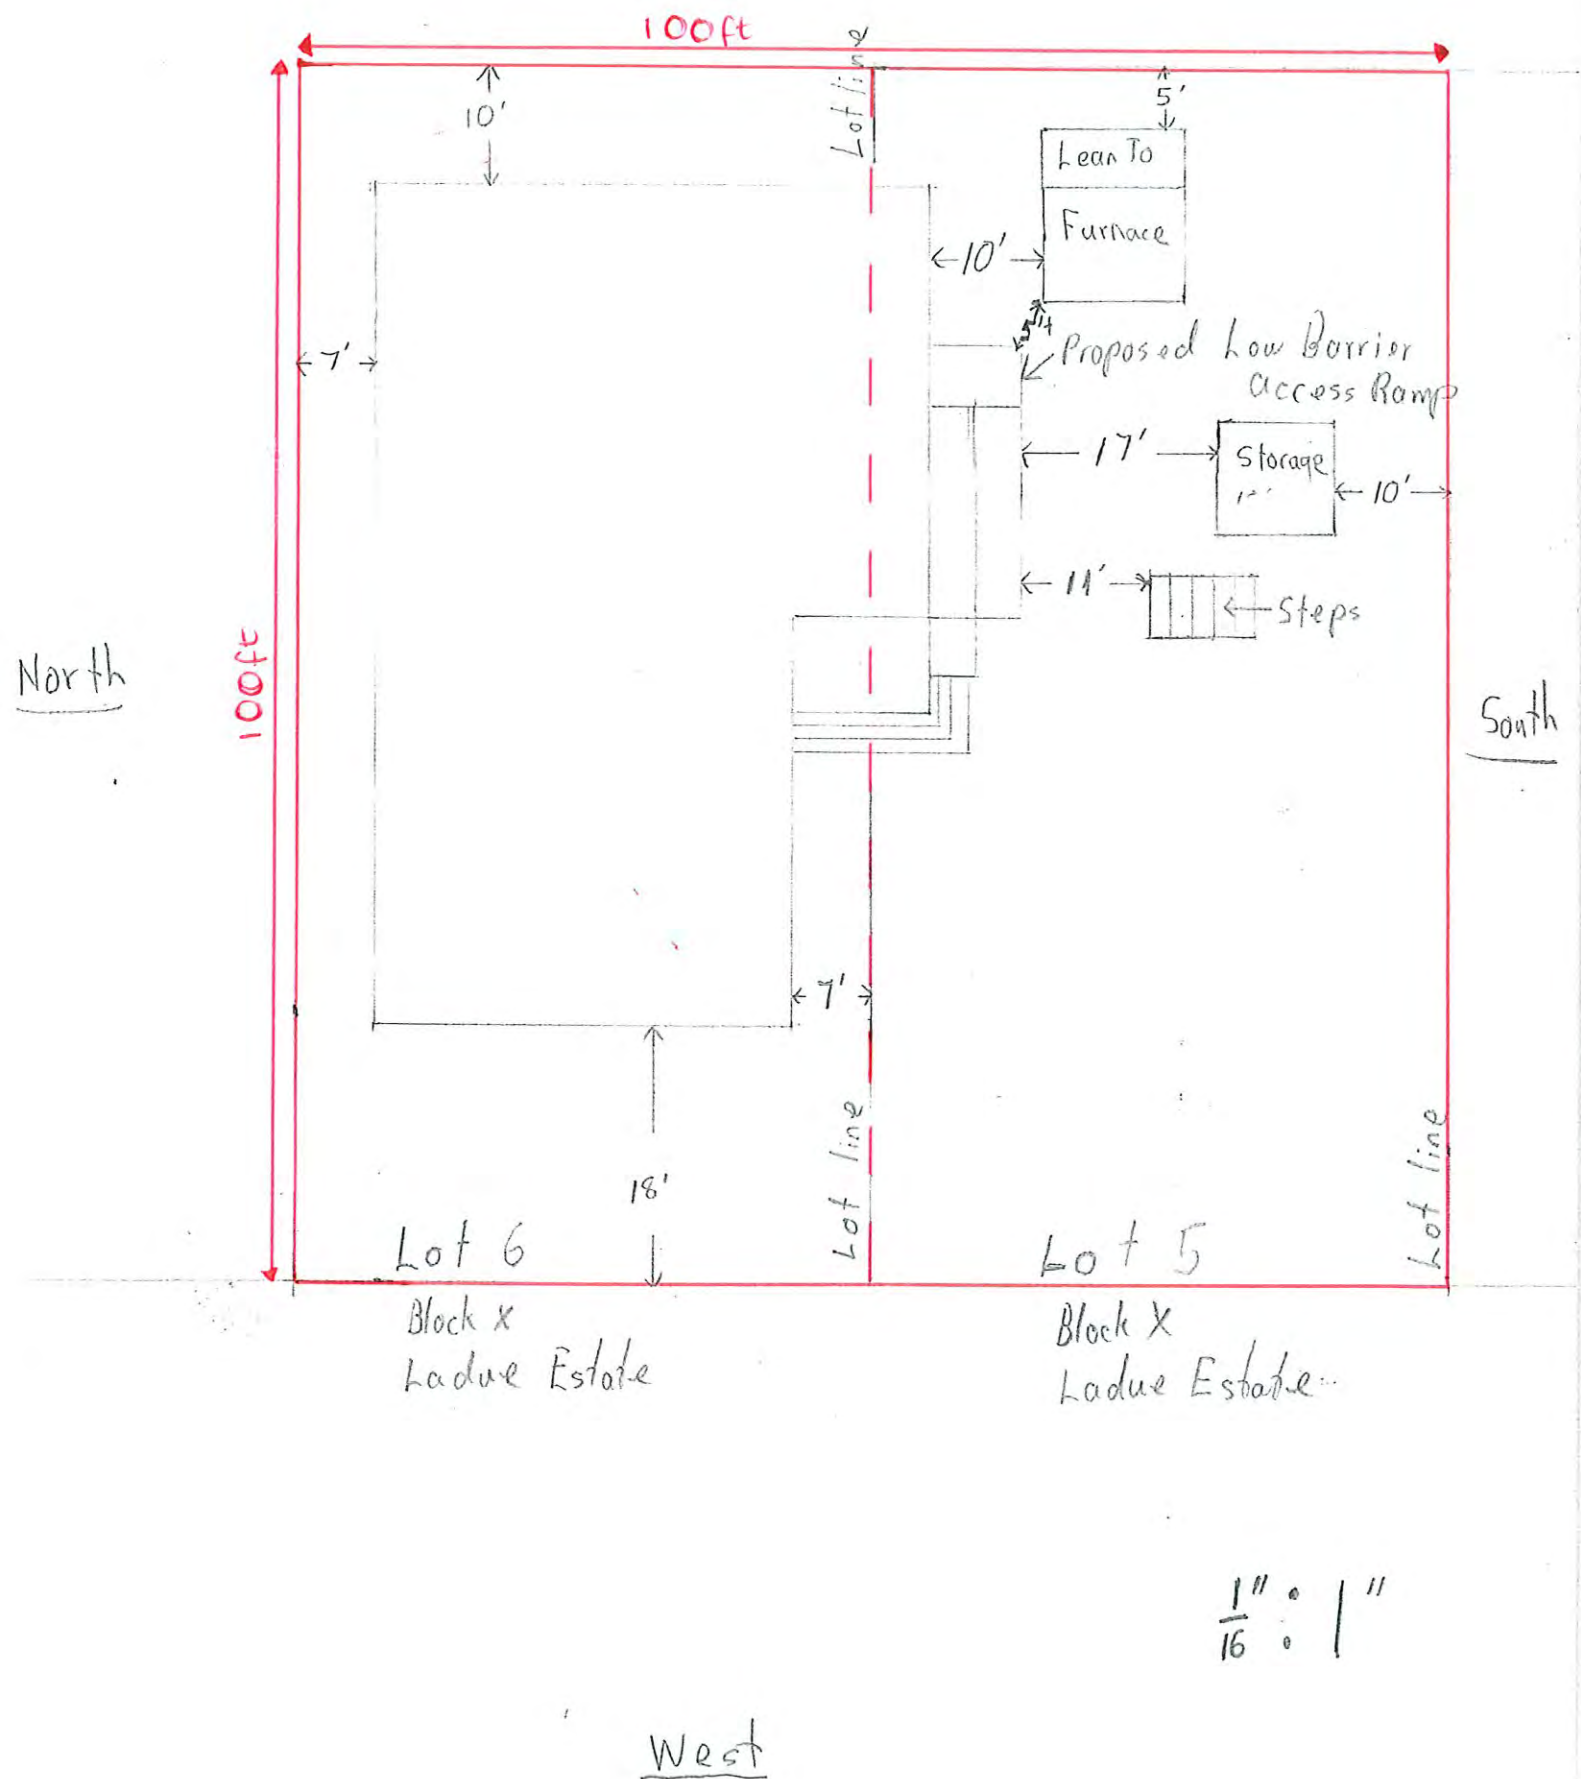 100ft
Lot line
10'
5'
Lean To
Furnace
10'
Proposed Low Barrier
access Ramp
7'
17'
Storage
10'
11'
Steps
North
100ft
South
7'
18'
Lot line
Lot line
Lot 6
Lot 5
Block X
Block X
Ladue Estate
Ladue Estate
1"
16
: 1"
West